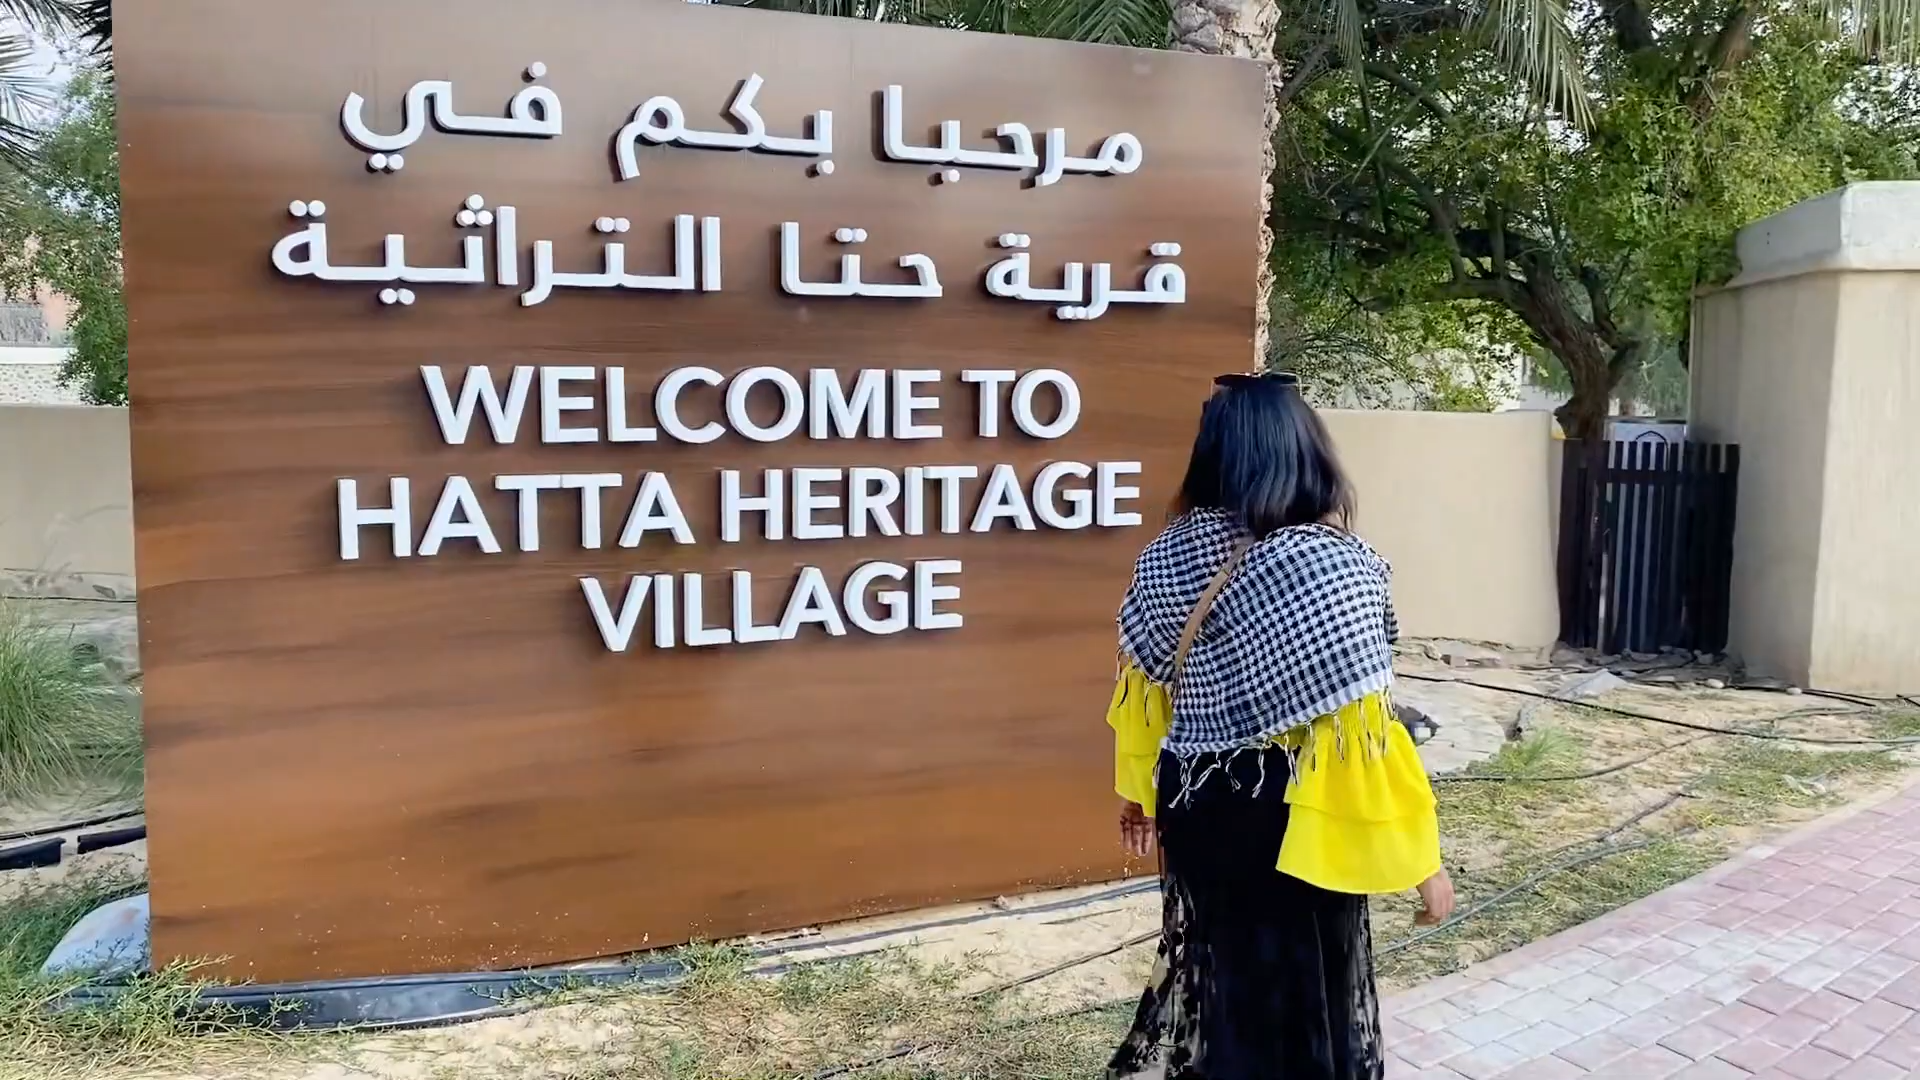 مرحبا بكم في
قرية حتا التراثية
WELCOME TO
HATTA HERITAGE
VILLAGE